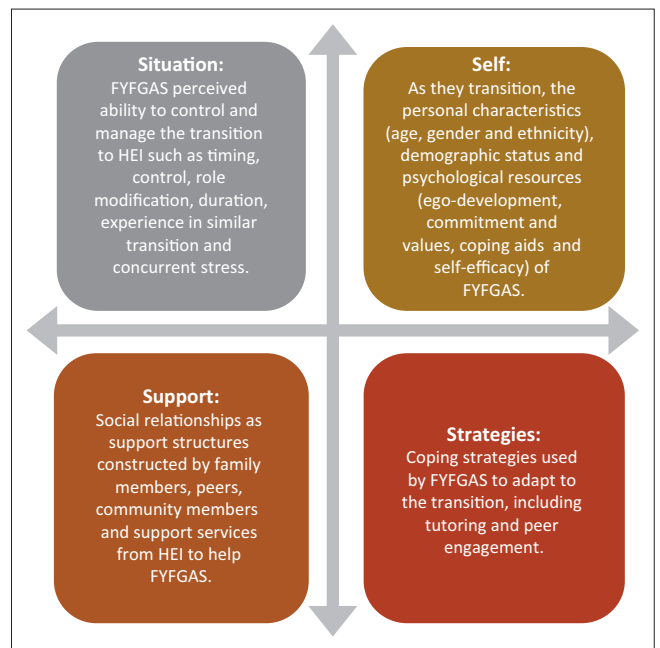 Situation:
FYFGAS perceived
ability to control and
manage the transition
to HEI such as timing,
control, role
modification, duration,
experience in similar
transition and
concurrent stress.
Self:
As they transition, the
personal characteristics
(age, gender and ethnicity),
demographic status and
psychological resources
(ego-development,
commitment and
values, coping aids and
self-efficacy) of
FYFGAS.
Support:
Social relationships as
support structures
constructed by family
members, peers,
community members
and support services
from HEI to help
FYFGAS.
Strategies:
Coping strategies used
by FYFGAS to adapt to
the transition, including
tutoring and peer
engagement.